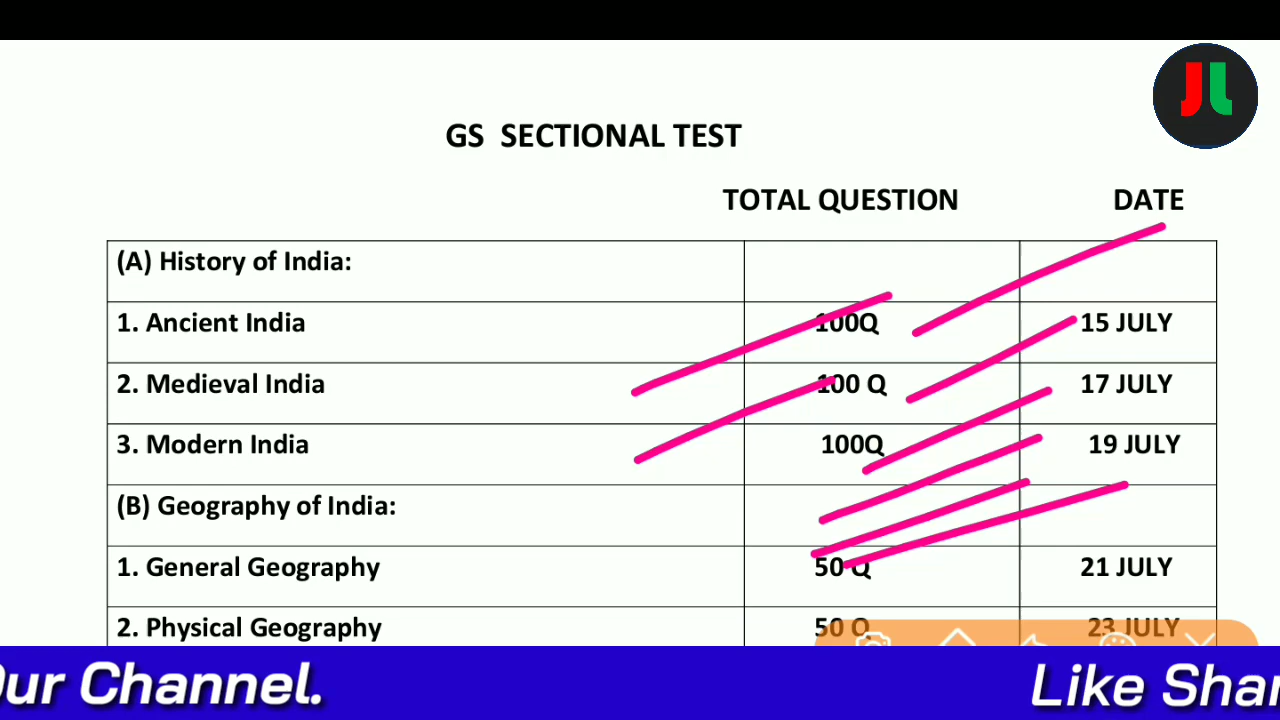 JL
GS SECTIONAL TEST
TOTAL QUESTION DATE
(A) History of India:
1. Ancient India 100Q 15 JULY
2. Medieval India 100 Q 17 JULY
3. Modern India 100Q 19 JULY
(B) Geography of India:
1. General Geography 50 Q 21 JULY
2. Physical Geography 50 Q 23 JULY
Our Channel. Like Shar